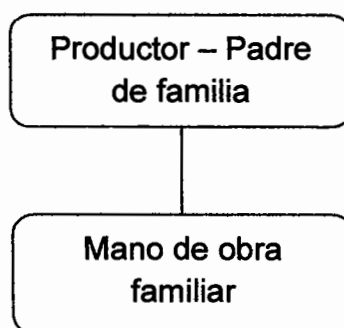 Productor – Padre
de familia
Mano de obra
familiar